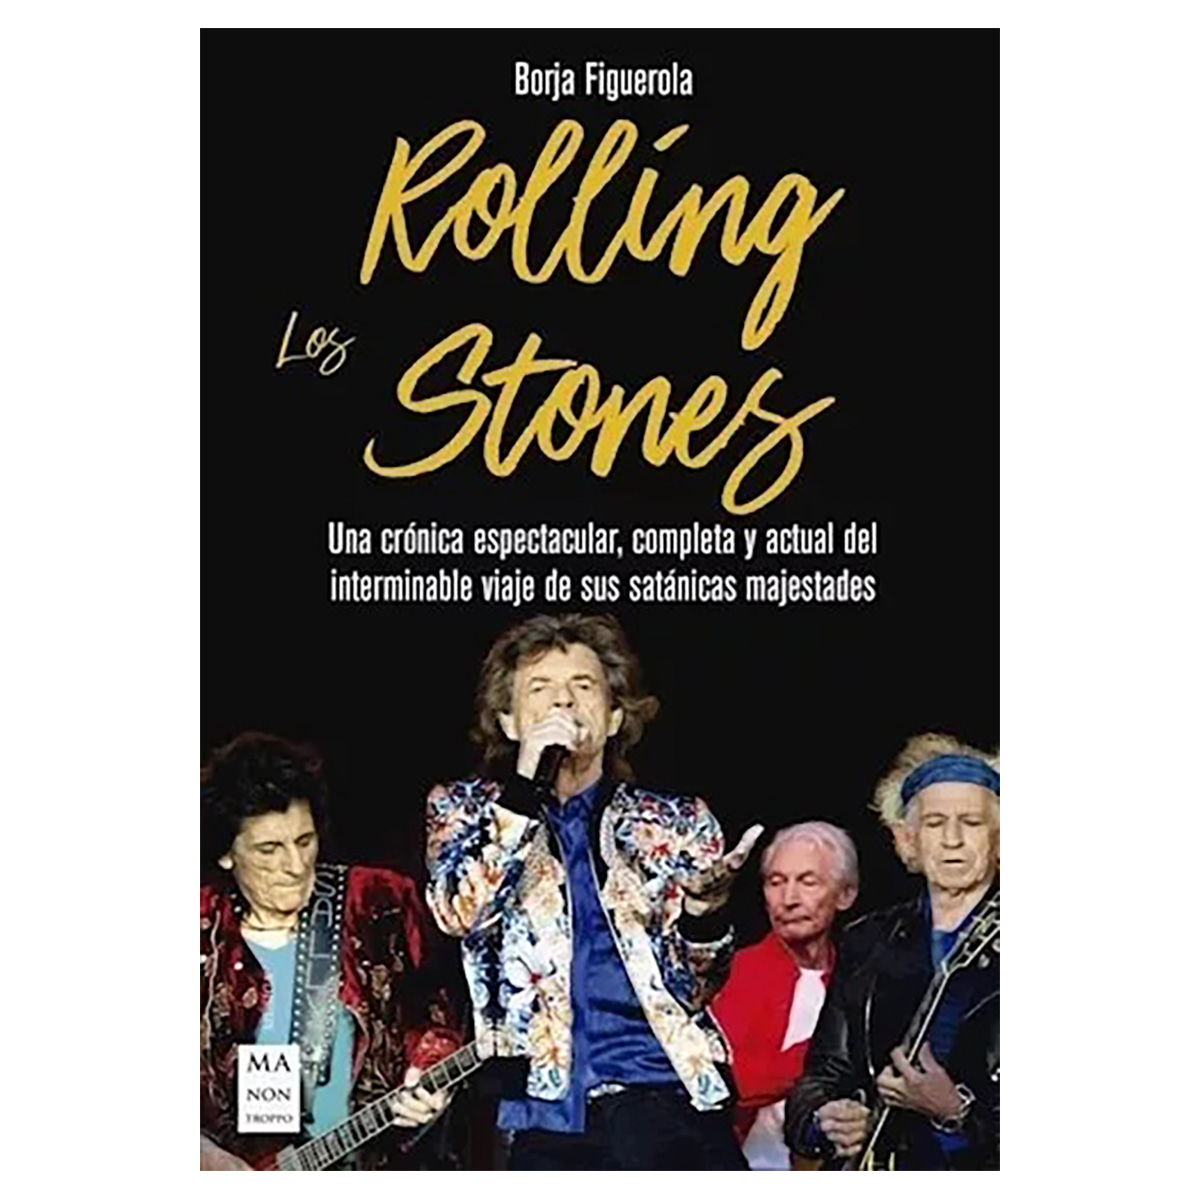 Borja Figuerola
Rolling
Los Stones
Una crónica espectacular, completa y actual del
interminable viaje de sus satánicas majestades
MA
NON
TROPPO